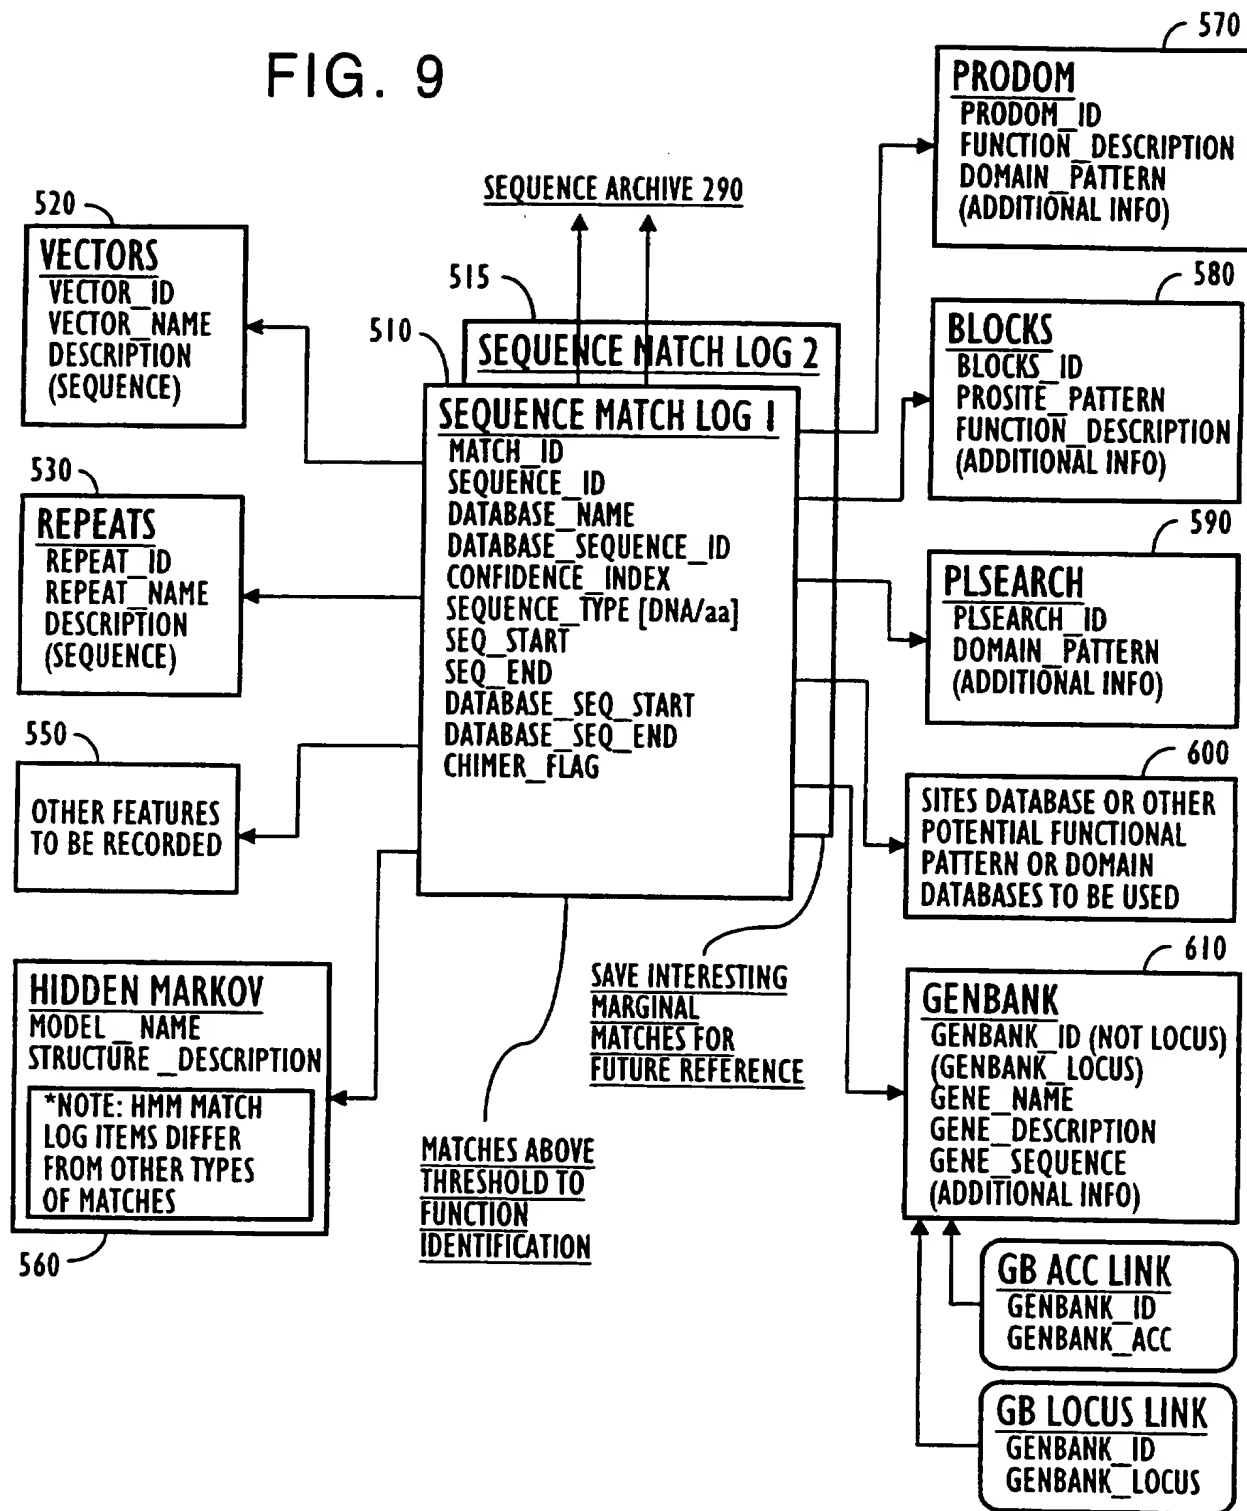 FIG. 9
SEQUENCE ARCHIVE 290
520
VECTORS
VECTOR_ID
VECTOR_NAME
DESCRIPTION
(SEQUENCE)
530
REPEATS
REPEAT_ID
REPEAT_NAME
DESCRIPTION
(SEQUENCE)
550
OTHER FEATURES
TO BE RECORDED
HIDDEN MARKOV
MODEL_NAME
STRUCTURE_DESCRIPTION
*NOTE: HMM MATCH
LOG ITEMS DIFFER
FROM OTHER TYPES
OF MATCHES
560
515
SEQUENCE MATCH LOG 2
510
SEQUENCE MATCH LOG 1
MATCH_ID
SEQUENCE_ID
DATABASE_NAME
DATABASE_SEQUENCE_ID
CONFIDENCE_INDEX
SEQUENCE_TYPE [DNA/aa]
SEQ_START
SEQ_END
DATABASE_SEQ_START
DATABASE_SEQ_END
CHIMER_FLAG
MATCHES ABOVE
THRESHOLD TO
FUNCTION
IDENTIFICATION
SAVE INTERESTING
MARGINAL
MATCHES FOR
FUTURE REFERENCE
570
PRODOM
PRODOM_ID
FUNCTION_DESCRIPTION
DOMAIN_PATTERN
(ADDITIONAL INFO)
580
BLOCKS
BLOCKS_ID
PROSITE_PATTERN
FUNCTION_DESCRIPTION
(ADDITIONAL INFO)
590
PLSEARCH
PLSEARCH_ID
DOMAIN_PATTERN
(ADDITIONAL INFO)
600
SITES DATABASE OR OTHER
POTENTIAL FUNCTIONAL
PATTERN OR DOMAIN
DATABASES TO BE USED
610
GENBANK
GENBANK_ID (NOT LOCUS)
(GENBANK_LOCUS)
GENE_NAME
GENE_DESCRIPTION
GENE_SEQUENCE
(ADDITIONAL INFO)
GB ACC LINK
GENBANK_ID
GENBANK_ACC
GB LOCUS LINK
GENBANK_ID
GENBANK_LOCUS